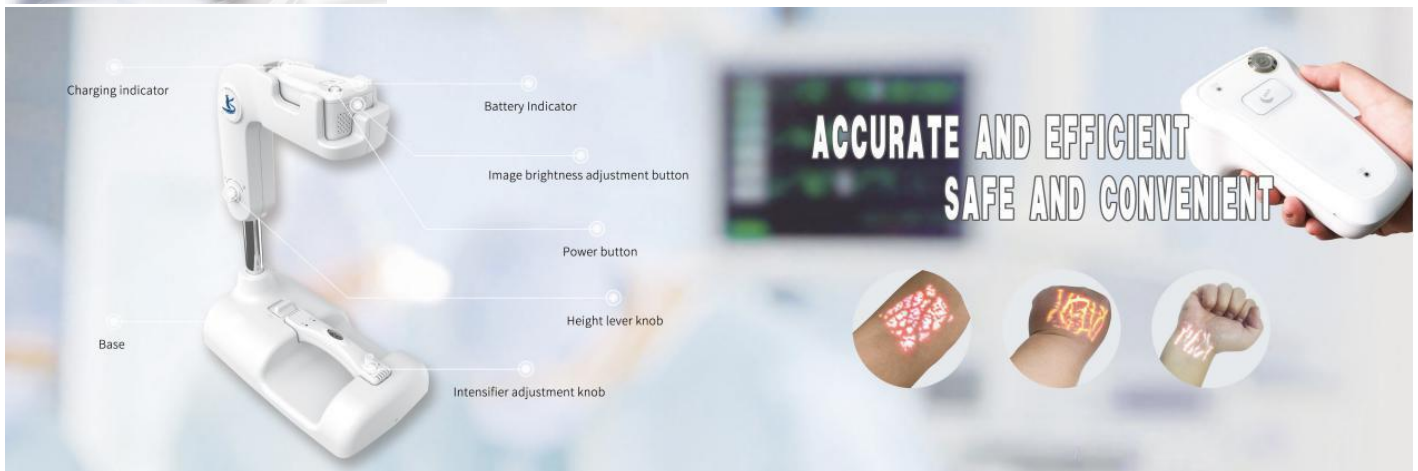 Charging indicator
Battery Indicator
Image brightness adjustment button
Power button
Height lever knob
Base
Intensifier adjustment knob
ACCURATE AND EFFICIENT
SAFE AND CONVENIENT